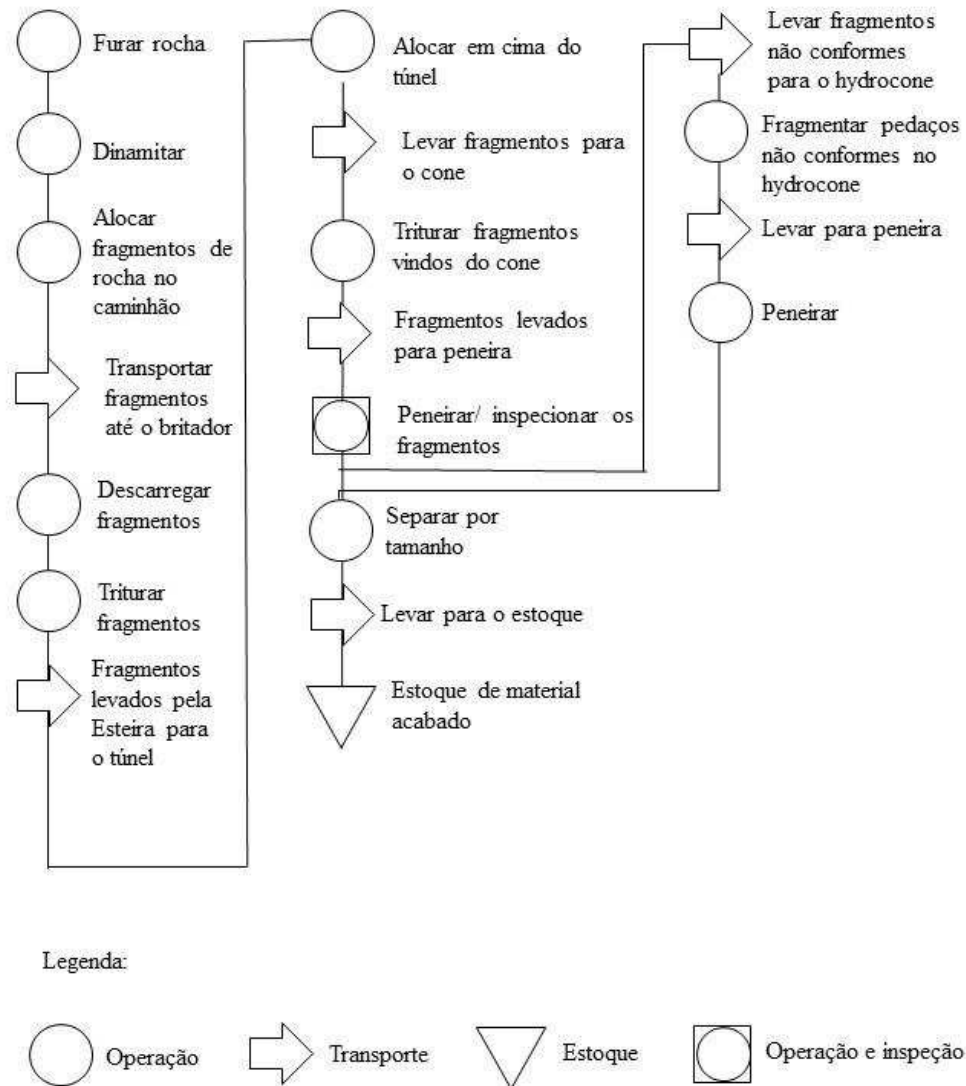 Furar rocha
Dinamitar
Alocar
fragmentos de
rocha no
caminhão
Transportar
fragmentos
até o britador
Descarregar
fragmentos
Triturar
fragmentos
Fragmentos
levados pela
Esteira para
o túnel
Alocar em cima do
túnel
Levar fragmentos para
o cone
Triturar fragmentos
vindos do cone
Fragmentos levados
para peneira
Peneirar/ inspecionar os
fragmentos
Separar por
tamanho
Levar para o estoque
Estoque de material
acabado
Levar fragmentos
não conformes
para o hydrocone
Fragmentar pedaços
não conformes no
hydrocone
Levar para peneira
Peneirar
Legenda:
Operação
Transporte
Estoque
Operação e inspeção